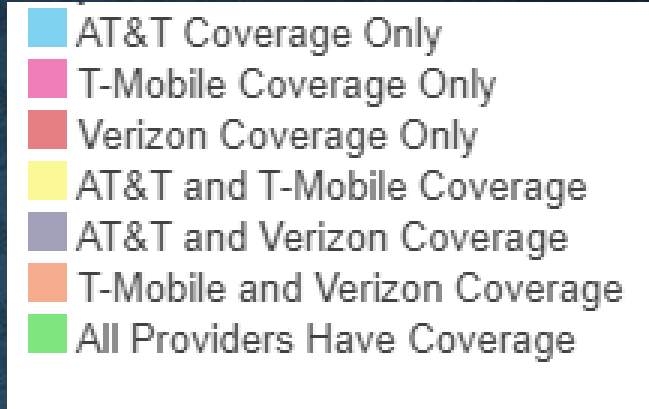 AT&T Coverage Only
T-Mobile Coverage Only
Verizon Coverage Only
AT&T and T-Mobile Coverage
AT&T and Verizon Coverage
T-Mobile and Verizon Coverage
All Providers Have Coverage